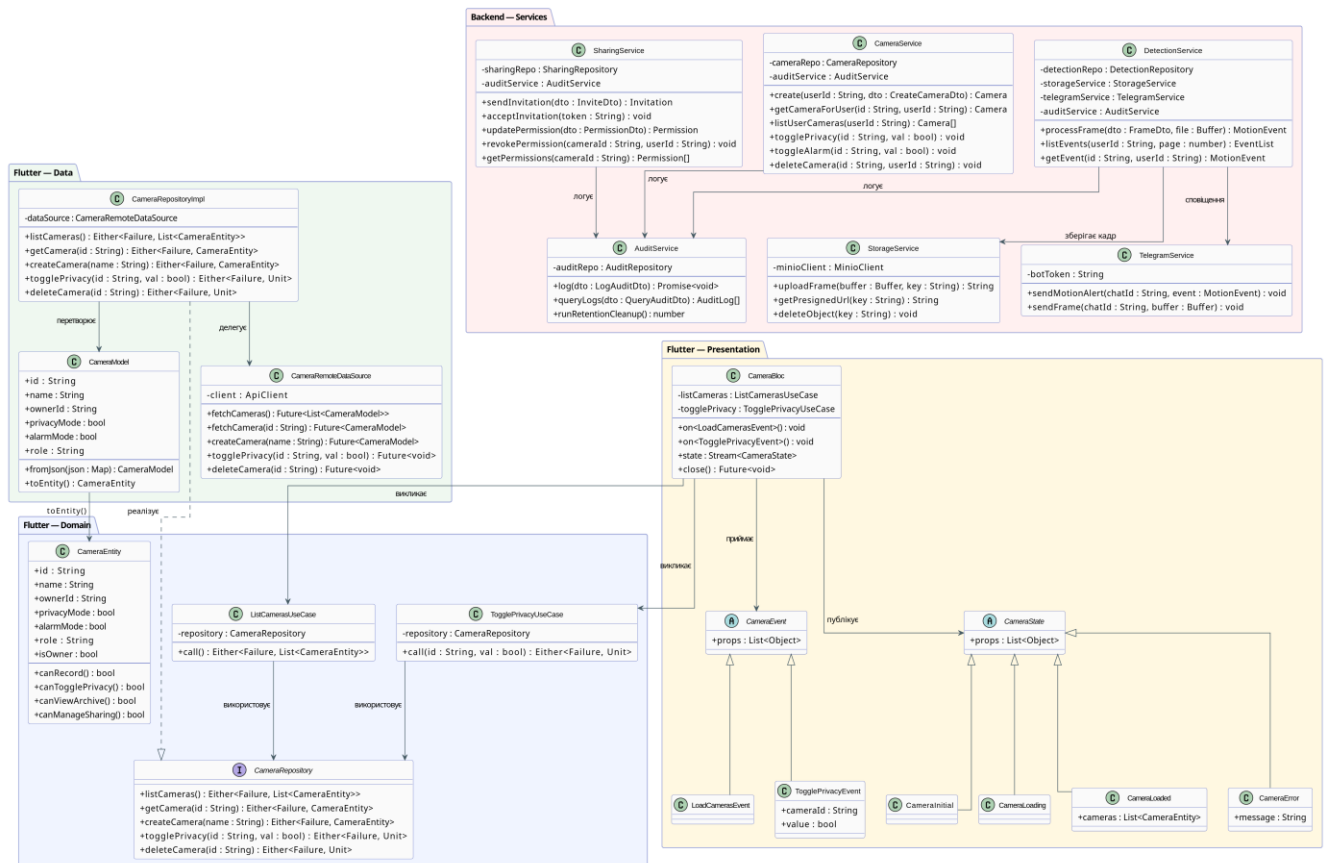 Backend — Services
C SharingService
-sharingRepo : SharingRepository
-auditService : AuditService
+sendInvitation(dto : InviteDto) : Invitation
+acceptInvitation(token : String) : void
+updatePermission(dto : PermissionDto) : Permission
+revokePermission(cameraId : String, userId : String) : void
+getPermissions(cameraId : String) : Permission[]
C CameraService
-cameraRepo : CameraRepository
-auditService : AuditService
+create(userId : String, dto : CreateCameraDto) : Camera
+getCameraForUser(id : String, userId : String) : Camera
+listUserCameras(userId : String) : Camera[]
+togglePrivacy(id : String, val : bool) : void
+toggleAlarm(id : String, val : bool) : void
+deleteCamera(id : String, userId : String) : void
C DetectionService
-detectionRepo : DetectionRepository
-storageService : StorageService
-telegramService : TelegramService
-auditService : AuditService
+processFrame(dto : FrameDto, file : Buffer) : MotionEvent
+listEvents(userId : String, page : number) : EventList
+getEvent(id : String, userId : String) : MotionEvent
логує
логує
логує
сповіщення
зберігає кадр
C AuditService
-auditRepo : AuditRepository
+log(dto : LogAuditDto) : Promise<void>
+queryLogs(dto : QueryAuditDto) : AuditLog[]
+runRetentionCleanup() : number
C StorageService
-minioClient : MinioClient
+uploadFrame(buffer : Buffer, key : String) : String
+getPresignedUrl(key : String) : String
+deleteObject(key : String) : void
C TelegramService
-botToken : String
+sendMotionAlert(chatId : String, event : MotionEvent) : void
+sendFrame(chatId : String, buffer : Buffer) : void
Flutter — Data
C CameraRepositoryImpl
-dataSource : CameraRemoteDataSource
+listCameras() : Either<Failure, List<CameraEntity>>
+getCamera(id : String) : Either<Failure, CameraEntity>
+createCamera(name : String) : Either<Failure, CameraEntity>
+togglePrivacy(id : String, val : bool) : Either<Failure, Unit>
+deleteCamera(id : String) : Either<Failure, Unit>
перетворює
делегує
C CameraModel
+id : String
+name : String
+ownerId : String
+privacyMode : bool
+alarmMode : bool
+role : String
+fromJson(json : Map) : CameraModel
+toEntity() : CameraEntity
C CameraRemoteDataSource
-client : ApiClient
+fetchCameras() : Future<List<CameraModel>>
+fetchCamera(id : String) : Future<CameraModel>
+createCamera(name : String) : Future<CameraModel>
+togglePrivacy(id : String, val : bool) : Future<void>
+deleteCamera(id : String) : Future<void>
toEntity()
реалізує
Flutter — Presentation
C CameraBloc
-listCameras : ListCamerasUseCase
-togglePrivacy : TogglePrivacyUseCase
+on<LoadCamerasEvent>() : void
+on<TogglePrivacyEvent>() : void
+state : Stream<CameraState>
+close() : Future<void>
викликає
приймає
викликає
публікує
A CameraEvent
+props : List<Object>
A CameraState
+props : List<Object>
C LoadCamerasEvent
C TogglePrivacyEvent
+cameraId : String
+value : bool
C CameraInitial
C CameraLoading
C CameraLoaded
+cameras : List<CameraEntity>
C CameraError
+message : String
Flutter — Domain
C CameraEntity
+id : String
+name : String
+ownerId : String
+privacyMode : bool
+alarmMode : bool
+role : String
+isOwner : bool
+canRecord() : bool
+canTogglePrivacy() : bool
+canViewArchive() : bool
+canManageSharing() : bool
C ListCamerasUseCase
-repository : CameraRepository
+call() : Either<Failure, List<CameraEntity>>
C TogglePrivacyUseCase
-repository : CameraRepository
+call(id : String, val : bool) : Either<Failure, Unit>
використовує
використовує
I CameraRepository
+listCameras() : Either<Failure, List<CameraEntity>>
+getCamera(id : String) : Either<Failure, CameraEntity>
+createCamera(name : String) : Either<Failure, CameraEntity>
+togglePrivacy(id : String, val : bool) : Either<Failure, Unit>
+deleteCamera(id : String) : Either<Failure, Unit>